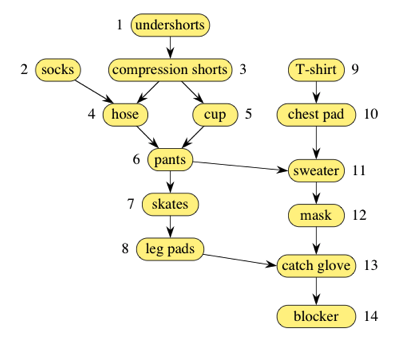 1 undershorts
2 socks compression shorts 3 T-shirt 9
4 hose cup 5 chest pad 10
6 pants sweater 11
7 skates mask 12
8 leg pads catch glove 13
blocker 14